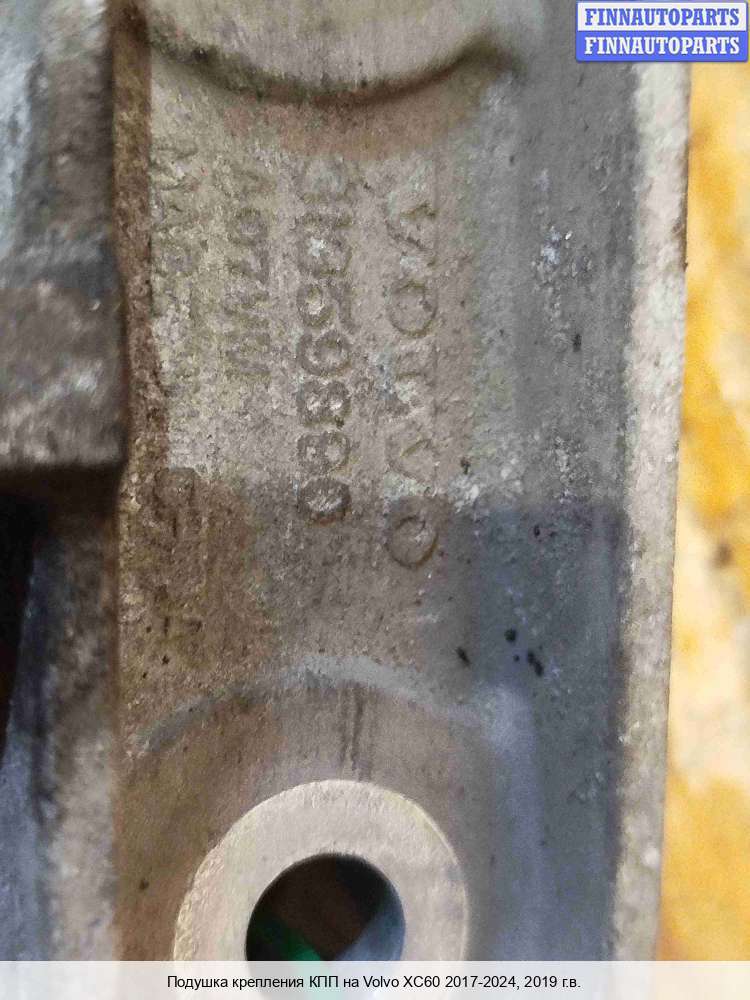 FINNAUTOPARTS
FINNAUTOPARTS
VOLVO
31359880
Подушка крепления КПП на Volvo XC60 2017-2024, 2019 г.в.